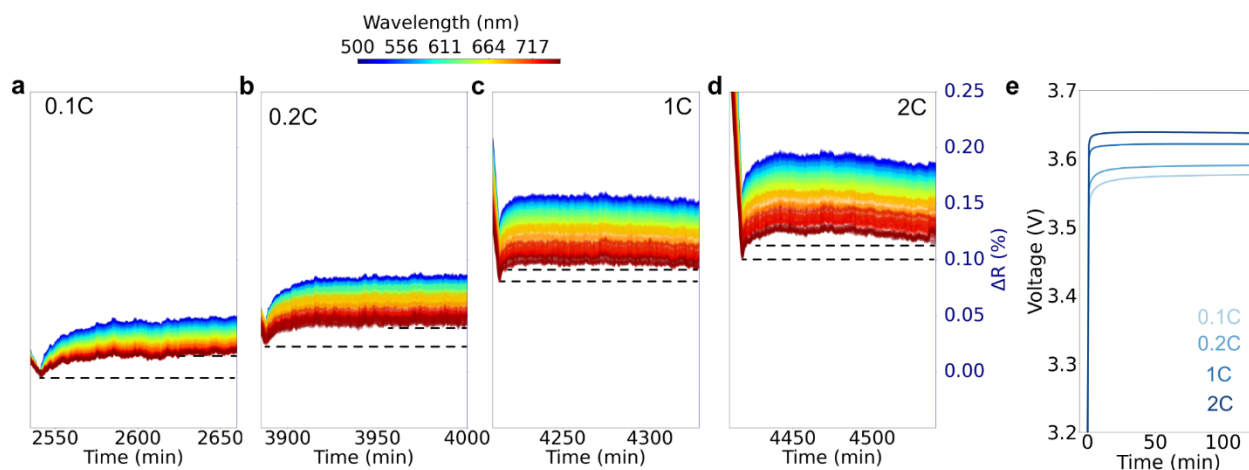 Wavelength (nm)
500 556 611 664 717
a b c d e
0.1C 0.2C 1C 2C
0.25
0.20
0.15
0.10
0.05
0.00
ΔR (%)
3.7
3.6
3.5
3.4
3.3
3.2
Voltage (V)
0.1C
0.2C
1C
2C
2550 2600 2650
3900 3950 4000
4250 4300
4450 4500
0 50 100
Time (min) Time (min) Time (min) Time (min) Time (min)